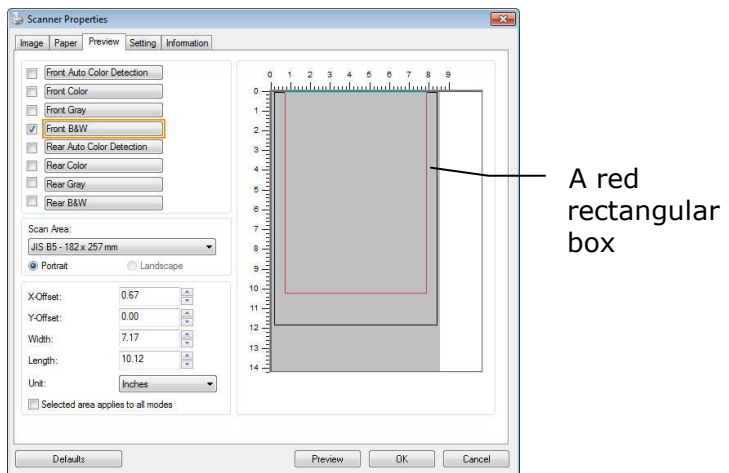 Scanner Properties
Image Paper Preview Setting Information
Front Auto Color Detection
Front Color
Front Gray
Front B&W
Rear Auto Color Detection
Rear Color
Rear Gray
Rear B&W
Scan Area:
JIS B5 - 182 x 257 mm
Portrait Landscape
X-Offset: 0.67
Y-Offset: 0.00
Width: 7.17
Length: 10.12
Unit: Inches
Selected area applies to all modes
0 1 2 3 4 5 6 7 8 9
0
1
2
3
4
5
6
7
8
9
10
11
12
13
14
A red
rectangular
box
Defaults Preview OK Cancel